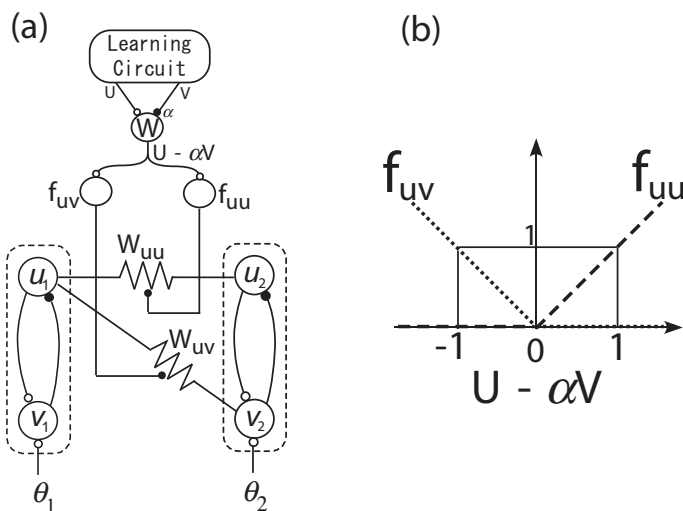 (a)
Learning
Circuit
U
V
α
W
U - αV
f_uv
f_uu
W_uu
u_1
u_2
W_uv
v_1
v_2
θ_1
θ_2
(b)
f_uv
f_uu
1
-1
0
1
U - αV